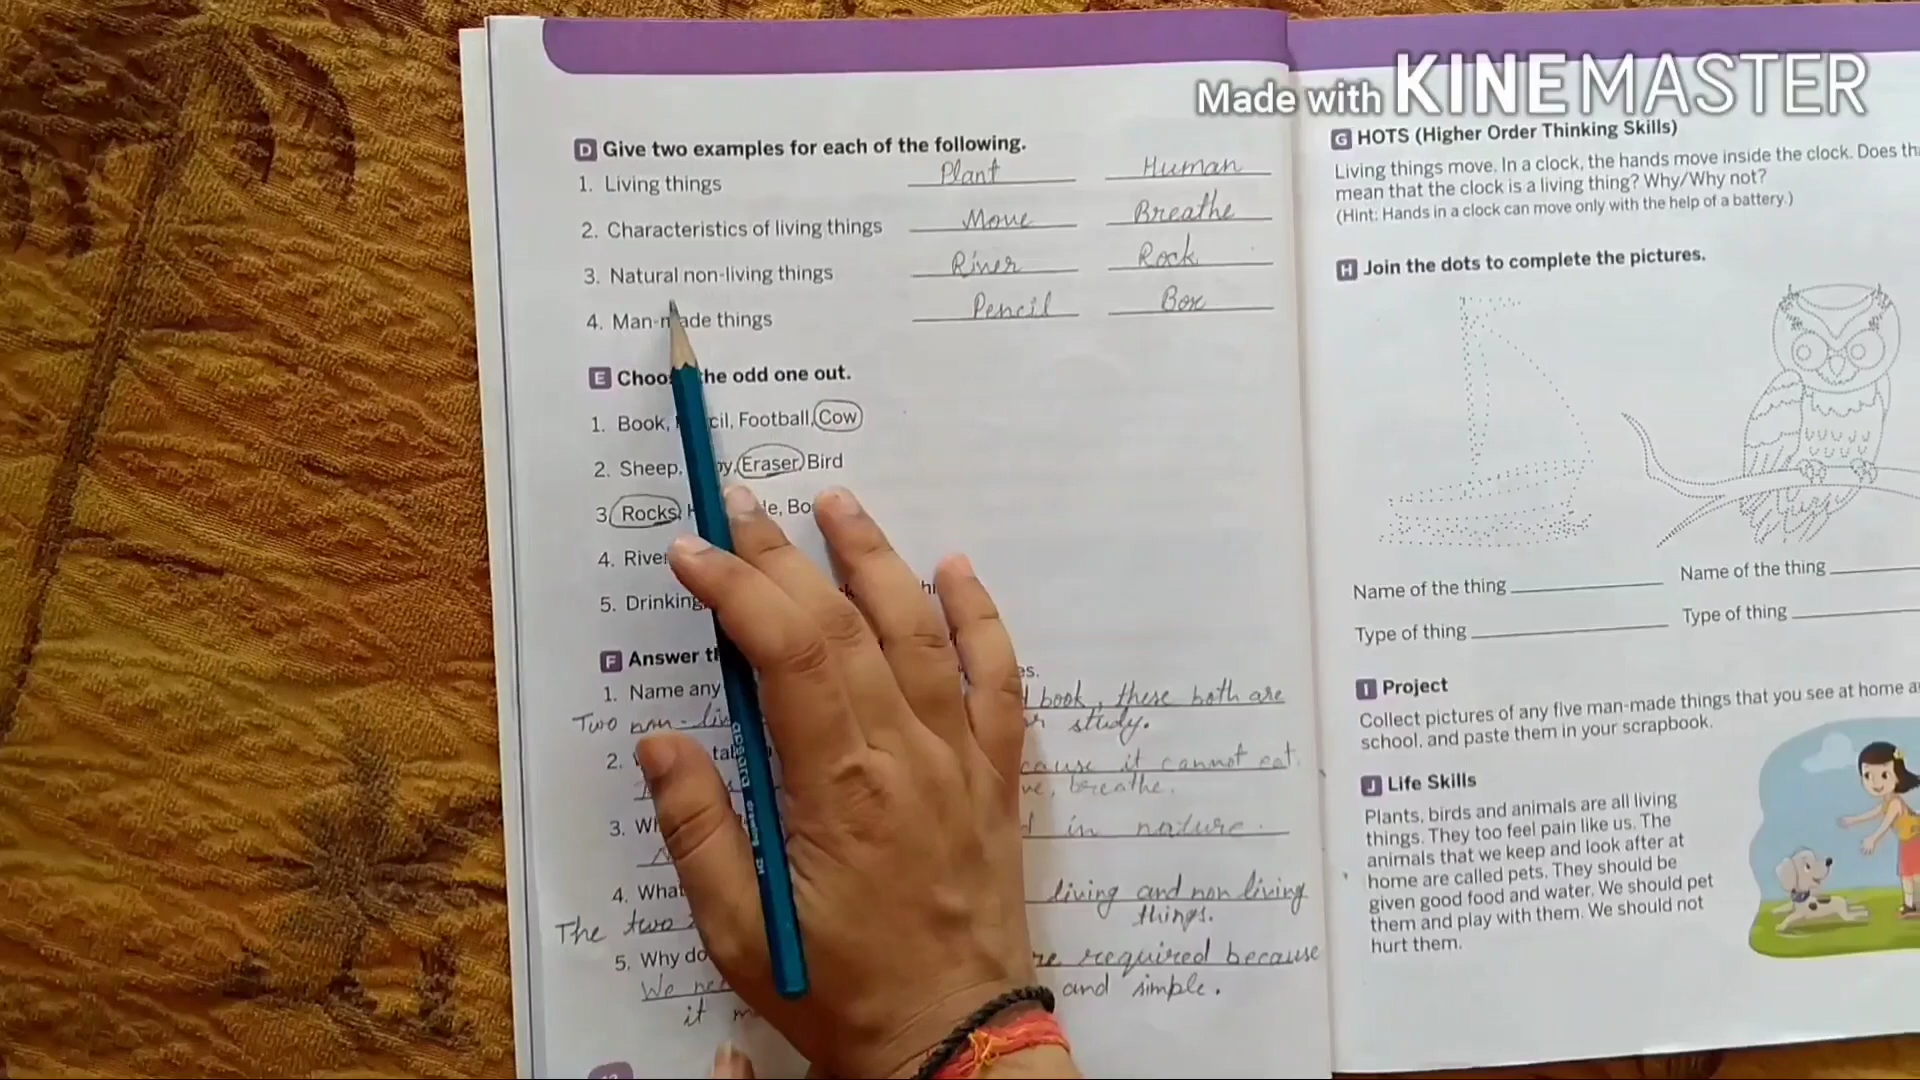 Made with KINEMASTER
D Give two examples for each of the following.
1. Living things Plant Human
2. Characteristics of living things Move Breathe
3. Natural non-living things River Rock
4. Man-made things Pencil Box
E Choose the odd one out.
1. Book, Football, Cow
2. Sheep, Eraser, Bird
3. Rocks,
4.
5. Drinking,
F Answer
1. Name any
book, these both are
Two study.
2.
cannot eat,
breathe.
3.
in nature.
4. What
living and non living
The two things.
5. Why do
required because
We and simple.
it
G HOTS (Higher Order Thinking Skills)
Living things move. In a clock, the hands move inside the clock. Does
mean that the clock is a living thing? Why/Why not?
(Hint: Hands in a clock can move only with the help of a battery.)
H Join the dots to complete the pictures.
Name of the thing
Name of the thing
Type of thing
Type of thing
I Project
Collect pictures of any five man-made things that you see at home
school, and paste them in your scrapbook.
J Life Skills
Plants, birds and animals are all living
things. They too feel pain like us. The
animals that we keep and look after at
home are called pets. They should be
given good food and water. We should pet
them and play with them. We should not
hurt them.